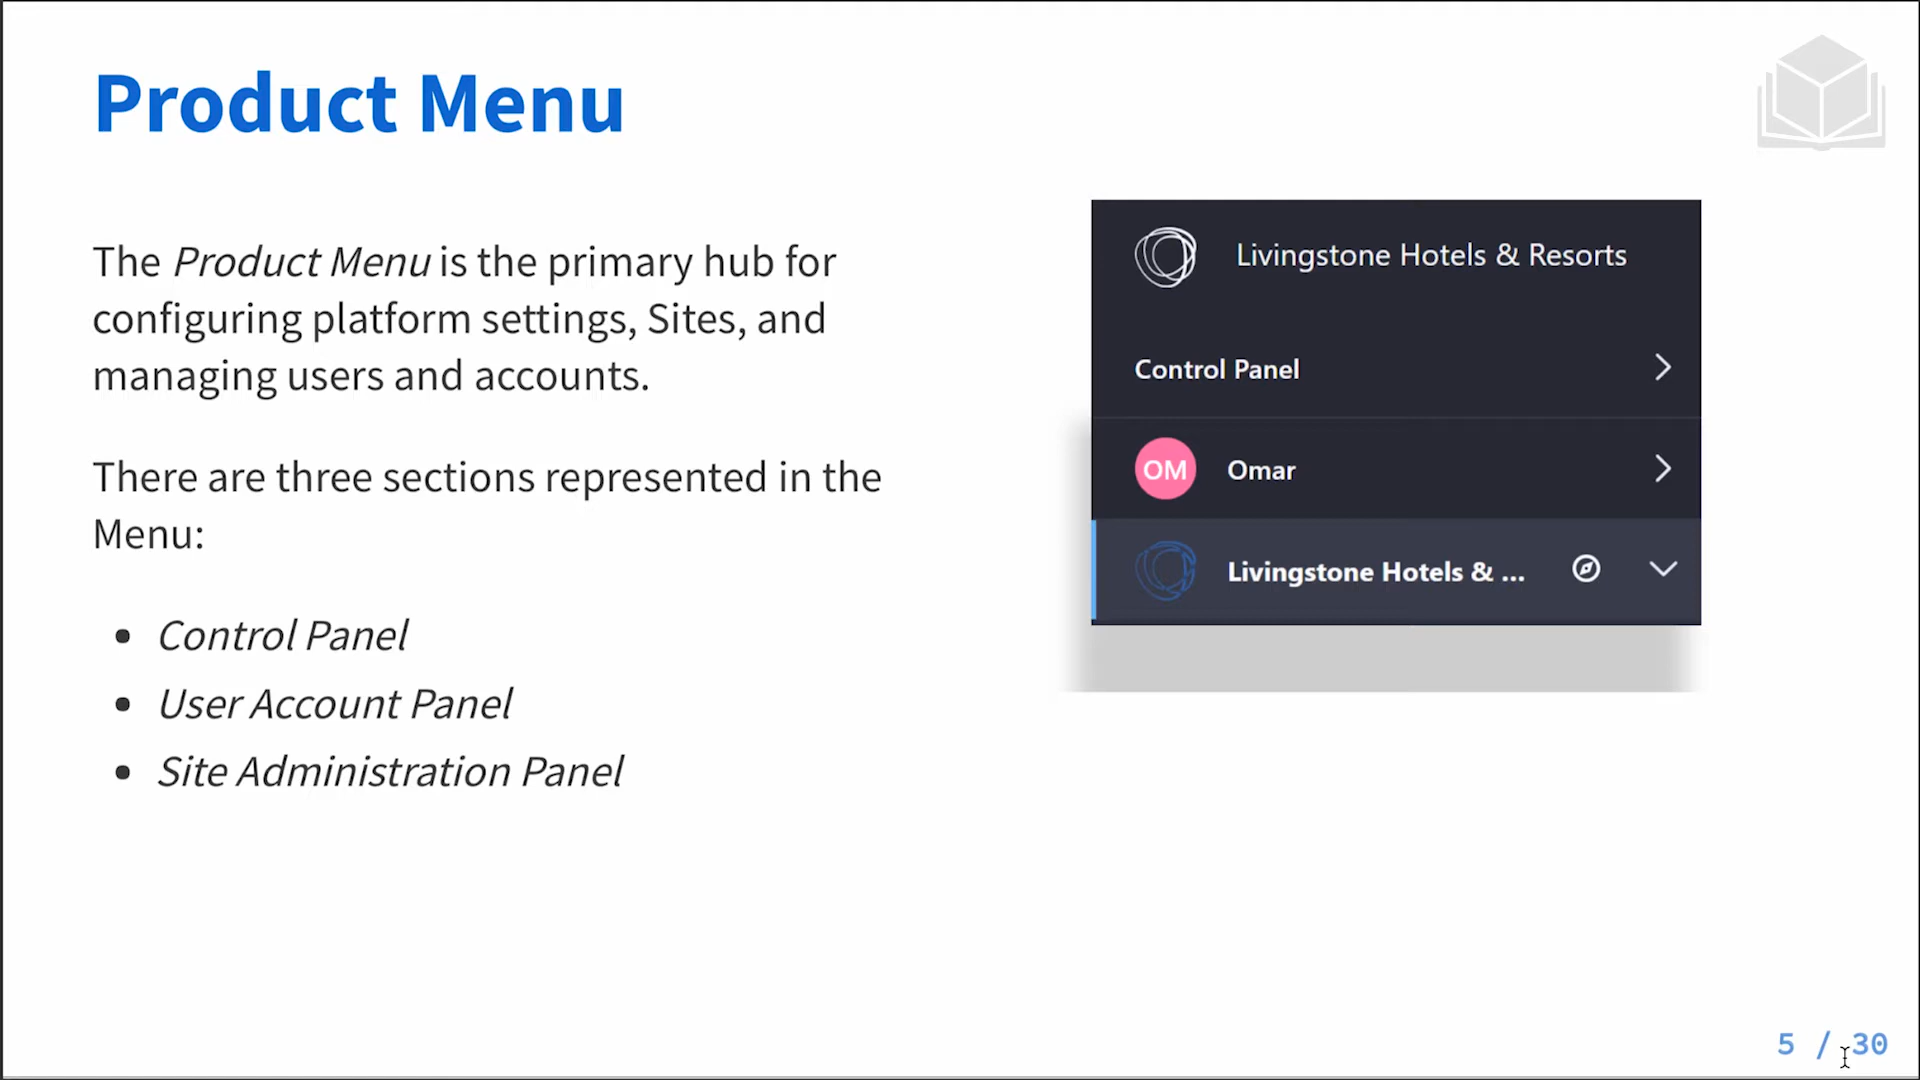 Product Menu
The Product Menu is the primary hub for
configuring platform settings, Sites, and
managing users and accounts.
There are three sections represented in the
Menu:
• Control Panel
• User Account Panel
• Site Administration Panel
Livingstone Hotels & Resorts
Control Panel
OM Omar
Livingstone Hotels & ...
5 / 30